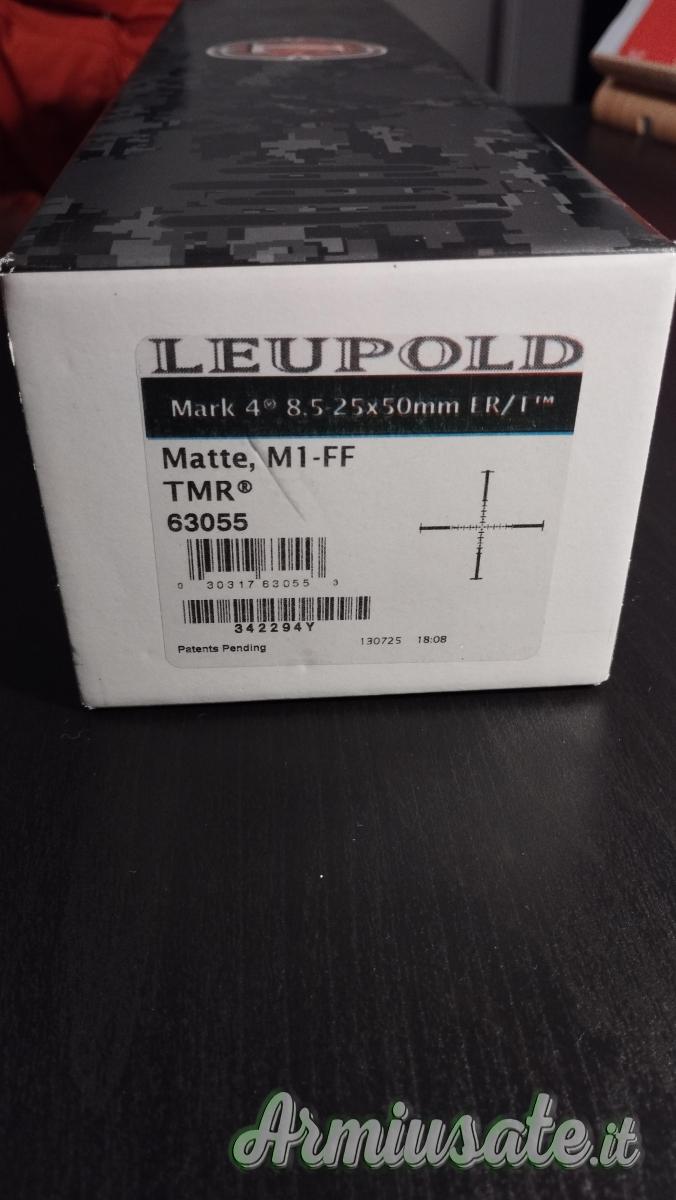 LEUPOLD
Mark 4® 8.5-25x50mm ER/T™
Matte, M1-FF
TMR®
63055
0 30317 63055 3
342294Y
Patents Pending 130725 18:08
Armiusate.it